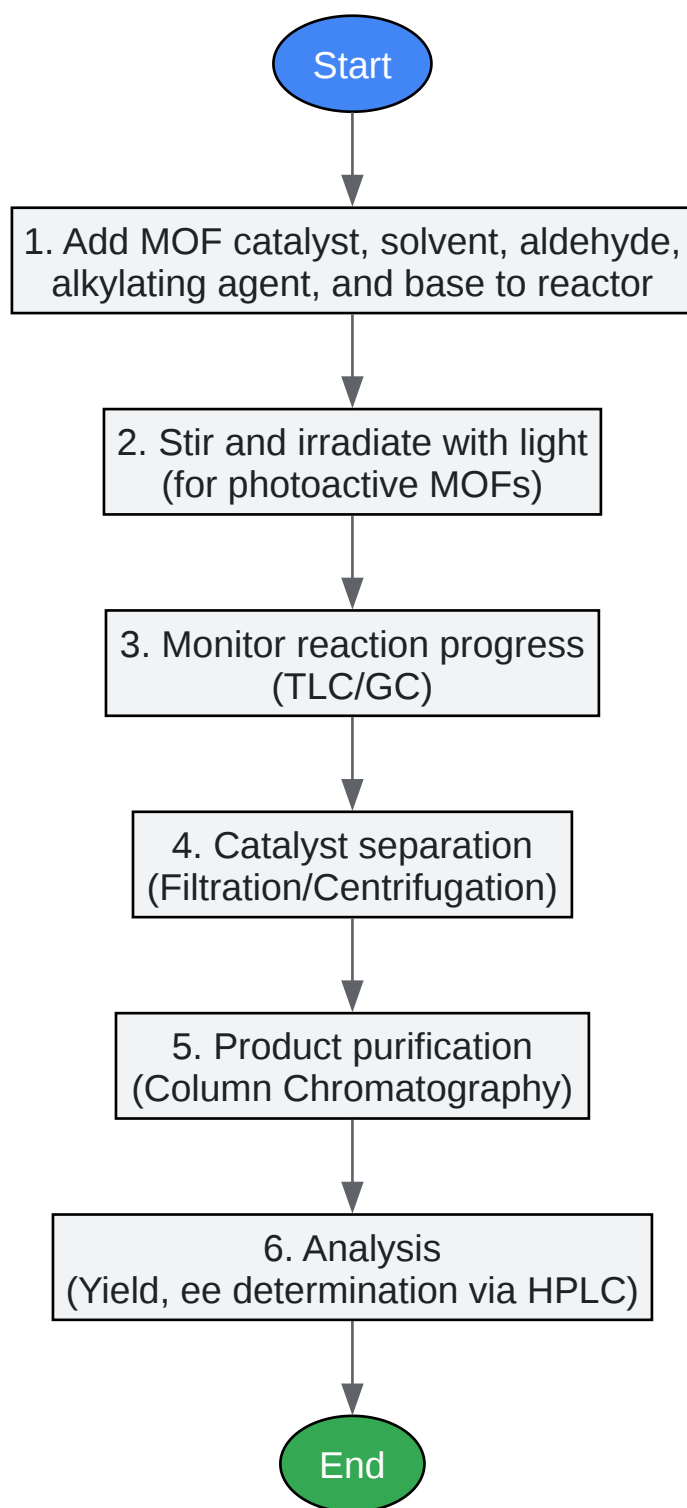 Start
1. Add MOF catalyst, solvent, aldehyde,
alkylating agent, and base to reactor
2. Stir and irradiate with light
(for photoactive MOFs)
3. Monitor reaction progress
(TLC/GC)
4. Catalyst separation
(Filtration/Centrifugation)
5. Product purification
(Column Chromatography)
6. Analysis
(Yield, ee determination via HPLC)
End